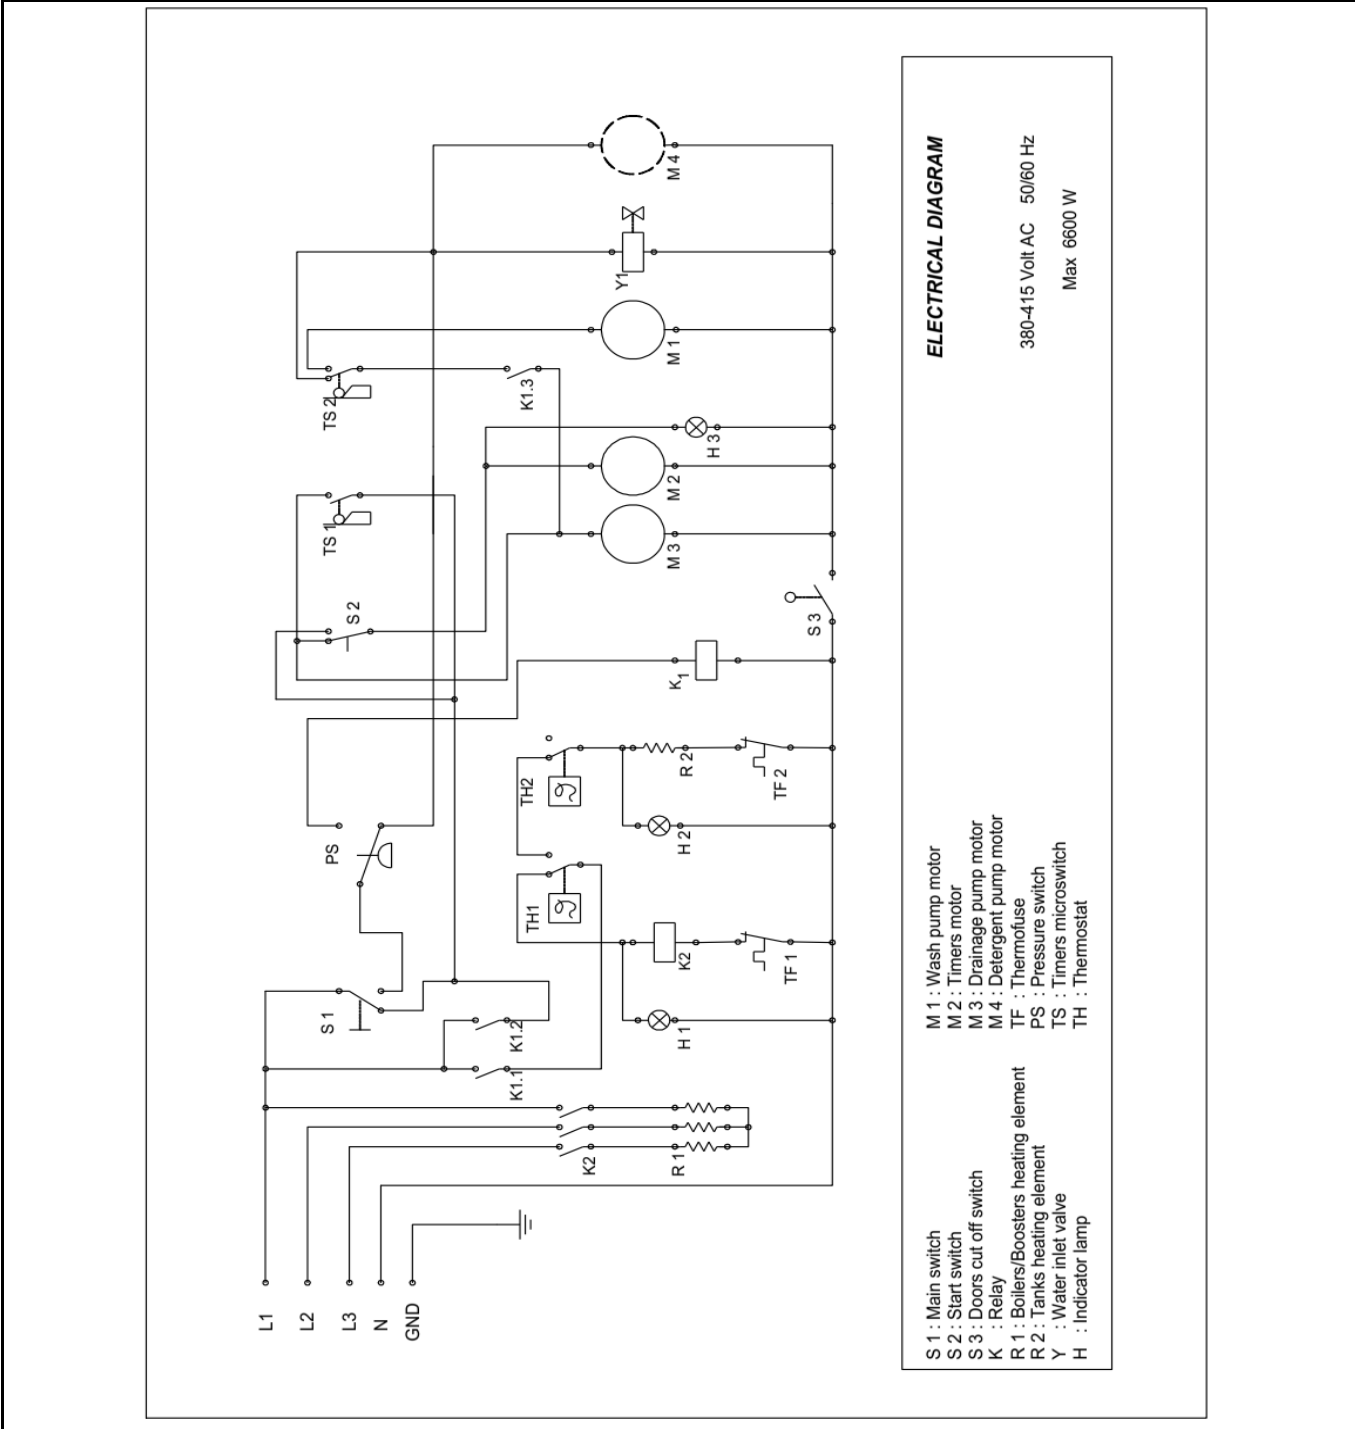 ELECTRICAL DIAGRAM
380-415 Volt AC 50/60 Hz
Max 6600 W
L1
L2
L3
N
GND
S 1
K1.1
K1.2
K2
R 1
PS
TH1
TH2
H 1
K2
TF 1
H 2
R 2
TF 2
K1
S 3
S 2
TS 1
TS 2
K1.3
M 3
M 2
H 3
M 1
Y1
M 4
S 1 : Main switch
S 2 : Start switch
S 3 : Doors cut off switch
K : Relay
R 1 : Boilers/Boosters heating element
R 2 : Tanks heating element
Y : Water inlet valve
H : Indicator lamp
M 1 : Wash pump motor
M 2 : Timers motor
M 3 : Drainage pump motor
M 4 : Detergent pump motor
TF : Thermofuse
PS : Pressure switch
TS : Timers microswitch
TH : Thermostat